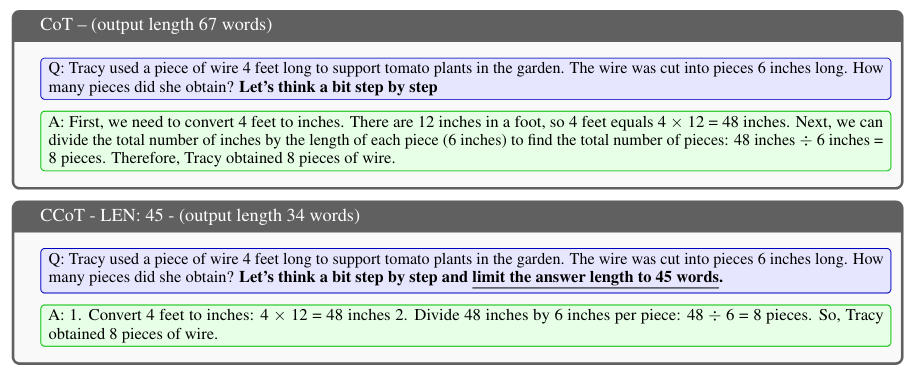 CoT – (output length 67 words)
Q: Tracy used a piece of wire 4 feet long to support tomato plants in the garden. The wire was cut into pieces 6 inches long. How
many pieces did she obtain? Let's think a bit step by step
A: First, we need to convert 4 feet to inches. There are 12 inches in a foot, so 4 feet equals 4 × 12 = 48 inches. Next, we can
divide the total number of inches by the length of each piece (6 inches) to find the total number of pieces: 48 inches ÷ 6 inches =
8 pieces. Therefore, Tracy obtained 8 pieces of wire.
CCoT - LEN: 45 - (output length 34 words)
Q: Tracy used a piece of wire 4 feet long to support tomato plants in the garden. The wire was cut into pieces 6 inches long. How
many pieces did she obtain? Let's think a bit step by step and limit the answer length to 45 words.
A: 1. Convert 4 feet to inches: 4 × 12 = 48 inches 2. Divide 48 inches by 6 inches per piece: 48 ÷ 6 = 8 pieces. So, Tracy
obtained 8 pieces of wire.